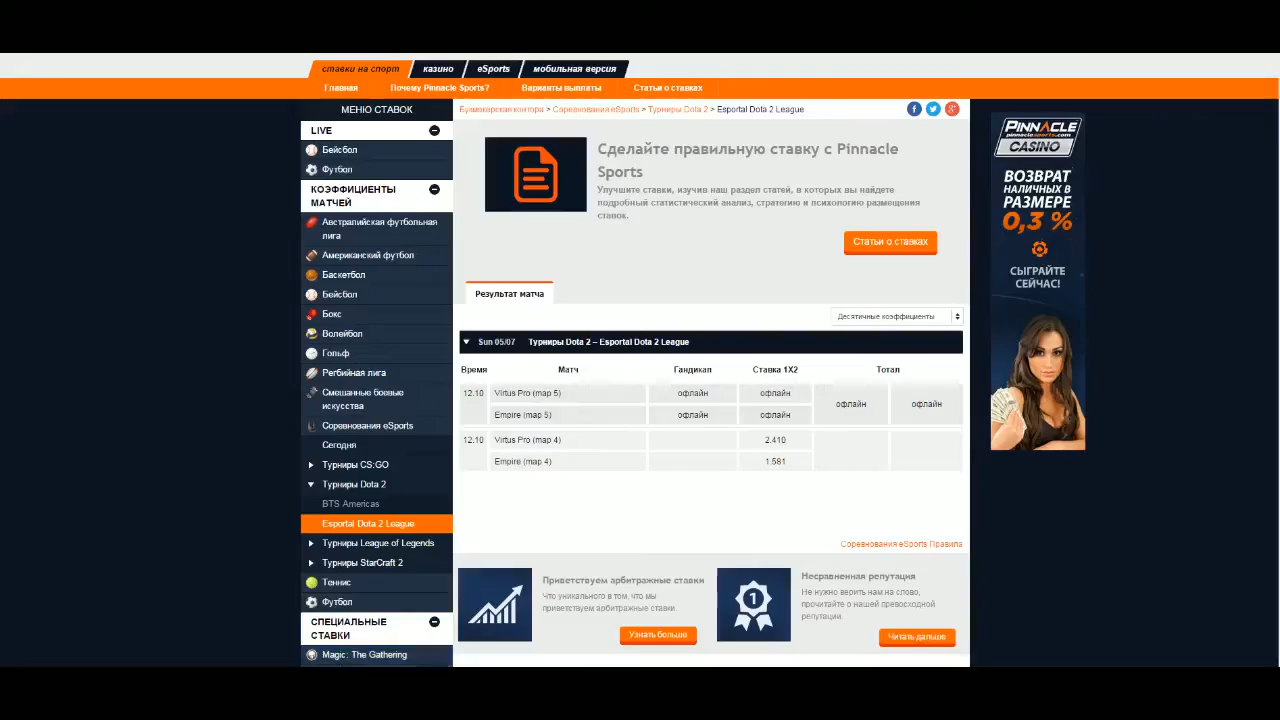 ставки на спорт казино eSports мобильная версия
Главная Почему Pinnacle Sports? Варианты выплаты Статьи о ставках
МЕНЮ СТАВОК
LIVE
Бейсбол
Футбол
КОЭФФИЦИЕНТЫ
МАТЧЕЙ
Австралийская футбольная
лига
Американский футбол
Баскетбол
Бейсбол
Бокс
Волейбол
Гольф
Регбийная лига
Смешанные боевые
искусства
Соревнования eSports
Сегодня
Турниры CS:GO
Турниры Dota 2
BTS Americas
Esportal Dota 2 League
Турниры League of Legends
Турниры StarCraft 2
Теннис
Футбол
СПЕЦИАЛЬНЫЕ
СТАВКИ
Magic: The Gathering
Букмекерская контора > Соревнования eSports > Турниры Dota 2 > Esportal Dota 2 League
Сделайте правильную ставку с Pinnacle
Sports
Улучшите ставки, изучив наш раздел статей, в которых вы найдете
подробный статистический анализ, стратегию и психологию размещения
ставок.
Статьи о ставках
Результат матча
Десятичные коэффициенты
Sun 05/07 Турниры Dota 2 – Esportal Dota 2 League
Время Матч Гандикап Ставка 1X2 Тотал
12.10 Virtus Pro (map 5) офлайн офлайн офлайн офлайн
Empire (map 5) офлайн офлайн
12.10 Virtus Pro (map 4) 2.410
Empire (map 4) 1.581
Соревнования eSports Правила
Приветствуем арбитражные ставки
Что уникального в том, что мы
приветствуем арбитражные ставки.
Узнать больше
1
Несравненная репутация
Не нужно верить нам на слово,
прочитайте о нашей превосходной
репутации.
Читать дальше
PINNACLE
pinnaclesports.com
CASINO
ВОЗВРАТ
НАЛИЧНЫХ В
РАЗМЕРЕ
0,3 %
СЫГРАЙТЕ
СЕЙЧАС!